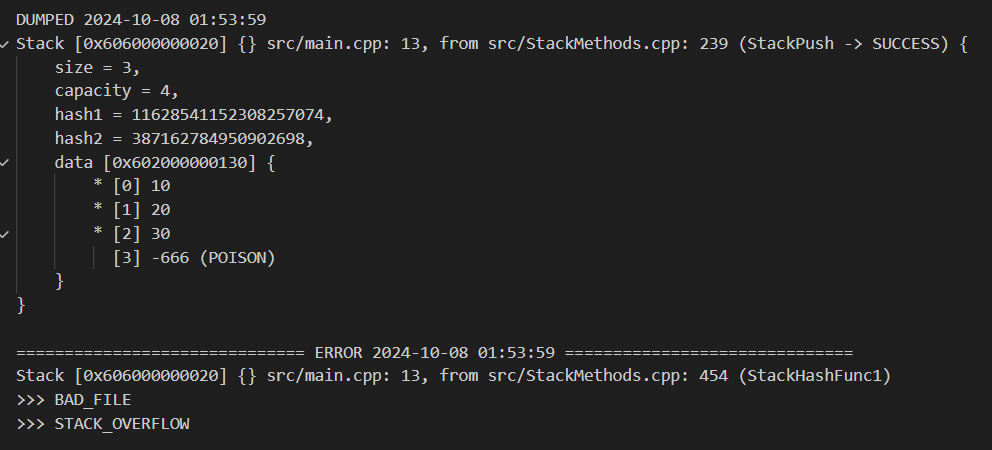 DUMPED 2024-10-08 01:53:59
Stack [0x606000000020] {} src/main.cpp: 13, from src/StackMethods.cpp: 239 (StackPush -> SUCCESS) {
size = 3,
capacity = 4,
hash1 = 11628541152308257074,
hash2 = 387162784950902698,
data [0x602000000130] {
* [0] 10
* [1] 20
* [2] 30
[3] -666 (POISON)
}
}
============================== ERROR 2024-10-08 01:53:59 ==============================
Stack [0x606000000020] {} src/main.cpp: 13, from src/StackMethods.cpp: 454 (StackHashFunc1)
>>> BAD_FILE
>>> STACK_OVERFLOW